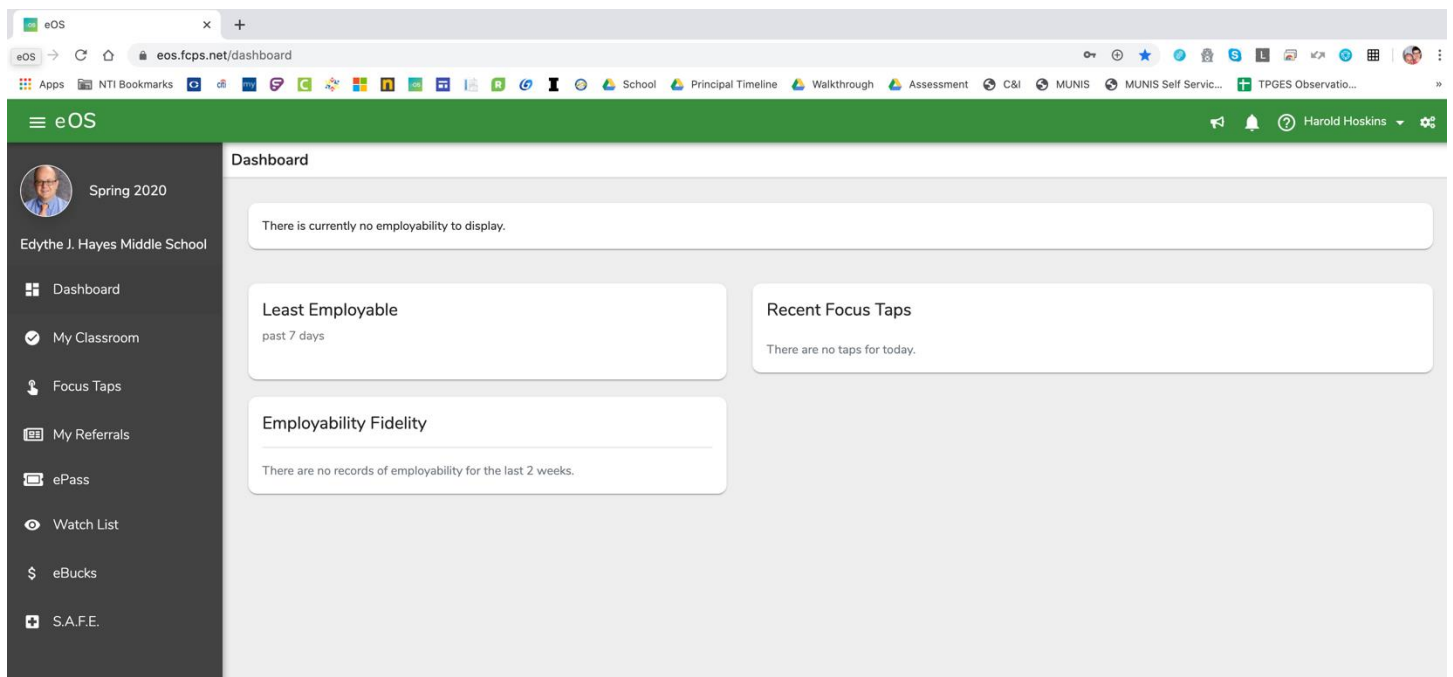 eOS
eOS
eos.fcps.net/dashboard
Apps NTI Bookmarks School Principal Timeline Walkthrough Assessment C&I MUNIS MUNIS Self Servic... TPGES Observatio... »
eOS
Harold Hoskins
Spring 2020
Edythe J. Hayes Middle School
Dashboard
My Classroom
Focus Taps
My Referrals
ePass
Watch List
$ eBucks
S.A.F.E.
Dashboard
There is currently no employability to display.
Least Employable
past 7 days
Recent Focus Taps
There are no taps for today.
Employability Fidelity
There are no records of employability for the last 2 weeks.